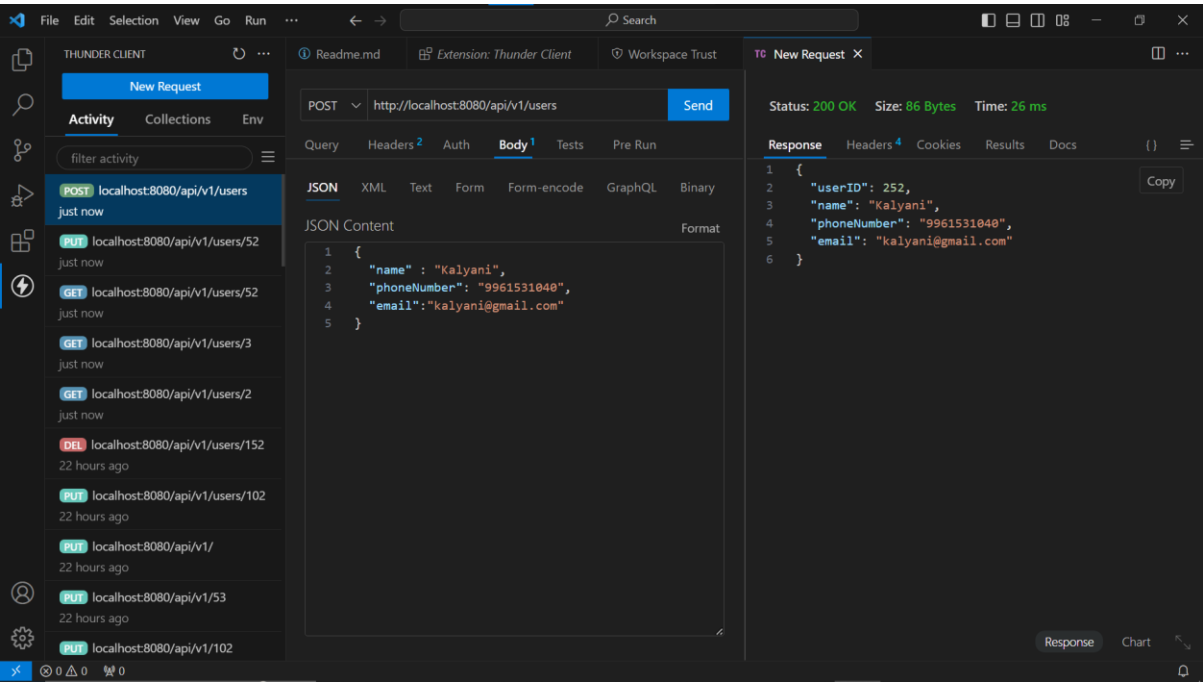 File Edit Selection View Go Run ···
Search
THUNDER CLIENT
New Request
Activity Collections Env
filter activity
POST localhost:8080/api/v1/users
just now
PUT localhost:8080/api/v1/users/52
just now
GET localhost:8080/api/v1/users/52
just now
GET localhost:8080/api/v1/users/3
just now
GET localhost:8080/api/v1/users/2
just now
DEL localhost:8080/api/v1/users/152
22 hours ago
PUT localhost:8080/api/v1/users/102
22 hours ago
PUT localhost:8080/api/v1/
22 hours ago
PUT localhost:8080/api/v1/53
22 hours ago
PUT localhost:8080/api/v1/102
Readme.md Extension: Thunder Client Workspace Trust TC New Request
POST http://localhost:8080/api/v1/users Send
Query Headers 2 Auth Body 1 Tests Pre Run
JSON XML Text Form Form-encode GraphQL Binary
JSON Content Format
1 {
2 "name" : "Kalyani",
3 "phoneNumber": "9961531040",
4 "email":"kalyani@gmail.com"
5 }
Status: 200 OK Size: 86 Bytes Time: 26 ms
Response Headers 4 Cookies Results Docs { }
Copy
1 {
2 "userID": 252,
3 "name": "Kalyani",
4 "phoneNumber": "9961531040",
5 "email": "kalyani@gmail.com"
6 }
Response Chart
0 0 0